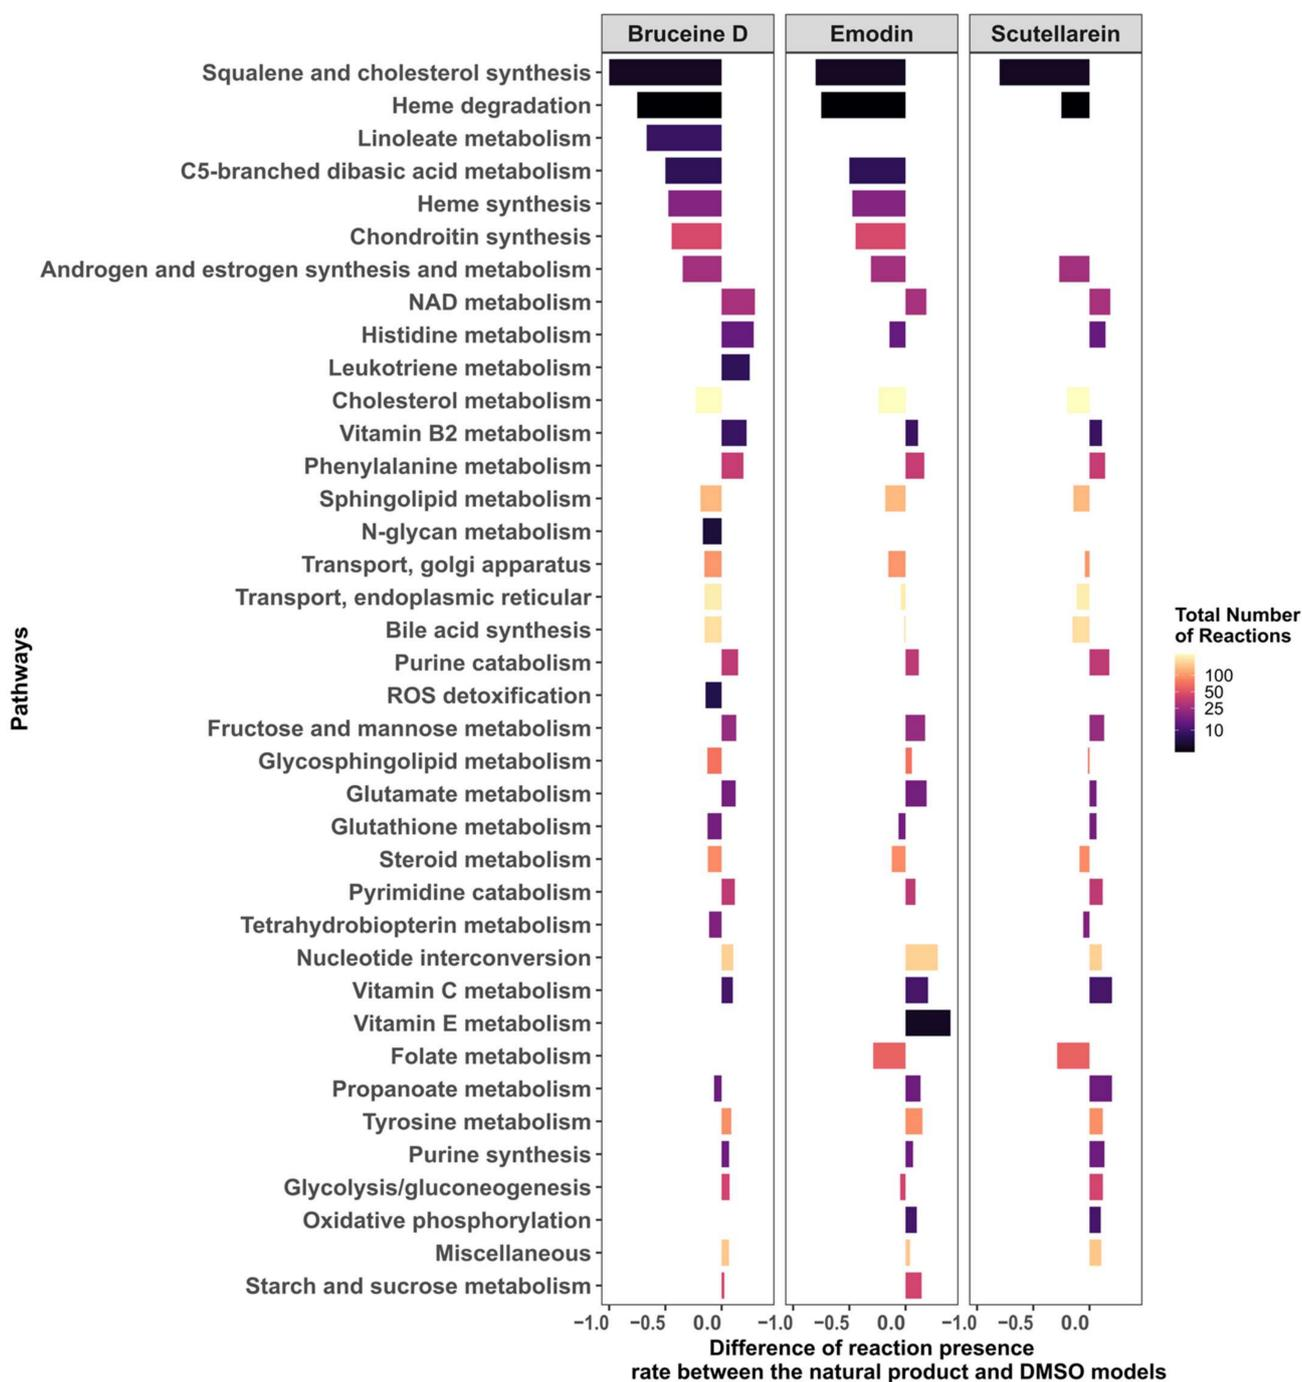 Bruceine D
Emodin
Scutellarein
Squalene and cholesterol synthesis
Heme degradation
Linoleate metabolism
C5-branched dibasic acid metabolism
Heme synthesis
Chondroitin synthesis
Androgen and estrogen synthesis and metabolism
NAD metabolism
Histidine metabolism
Leukotriene metabolism
Cholesterol metabolism
Vitamin B2 metabolism
Phenylalanine metabolism
Sphingolipid metabolism
N-glycan metabolism
Transport, golgi apparatus
Transport, endoplasmic reticular
Bile acid synthesis
Purine catabolism
ROS detoxification
Fructose and mannose metabolism
Glycosphingolipid metabolism
Glutamate metabolism
Glutathione metabolism
Steroid metabolism
Pyrimidine catabolism
Tetrahydrobiopterin metabolism
Nucleotide interconversion
Vitamin C metabolism
Vitamin E metabolism
Folate metabolism
Propanoate metabolism
Tyrosine metabolism
Purine synthesis
Glycolysis/gluconeogenesis
Oxidative phosphorylation
Miscellaneous
Starch and sucrose metabolism
Pathways
−1.0 −0.5 0.0 −1.0 −0.5 0.0 −1.0 −0.5 0.0
Difference of reaction presence
rate between the natural product and DMSO models
Total Number
of Reactions
100
50
25
10